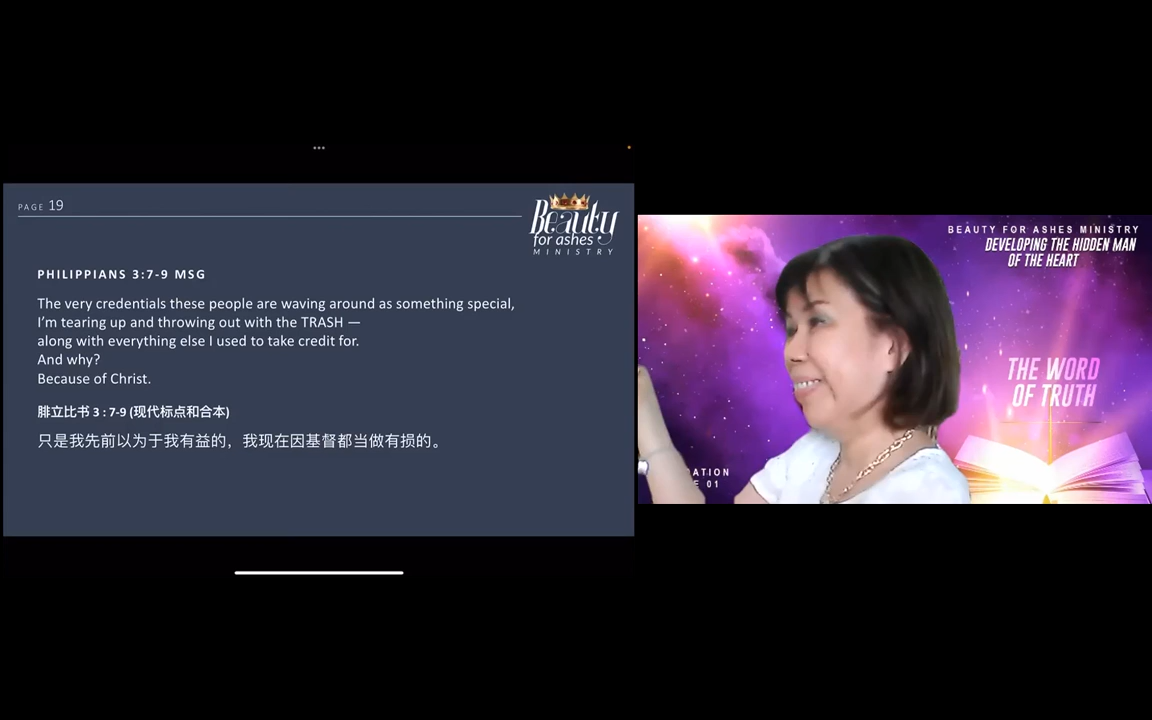 PAGE 19
Beauty
for ashes
MINISTRY
PHILIPPIANS 3:7-9 MSG
The very credentials these people are waving around as something special,
I'm tearing up and throwing out with the TRASH —
along with everything else I used to take credit for.
And why?
Because of Christ.
腓立比书 3 : 7-9 (现代标点和合本)
只是我先前以为于我有益的，我现在因基督都当做有损的。
BEAUTY FOR ASHES MINISTRY
DEVELOPING THE HIDDEN MAN
OF THE HEART
THE WORD
OF TRUTH
ATION
E 01